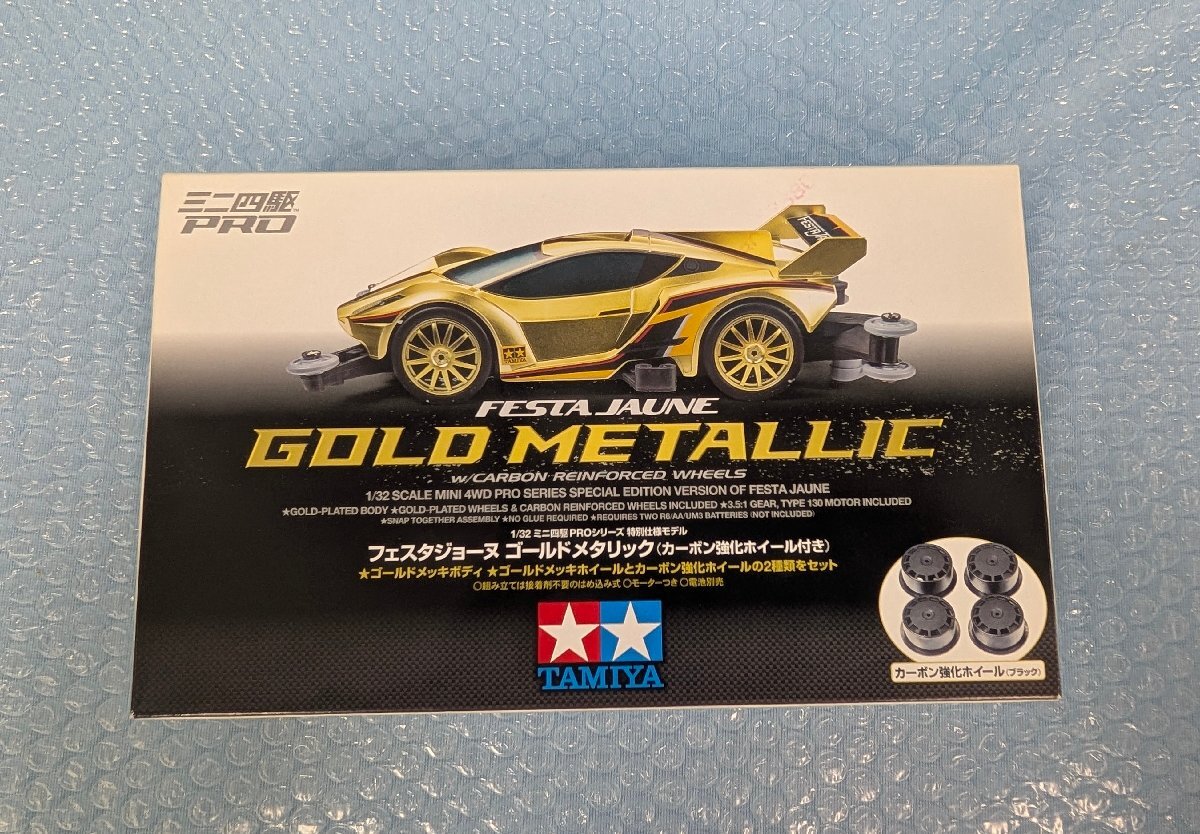 ミニ四駆
PRO
FESTA JAUNE
GOLD METALLIC
W/CARBON REINFORCED WHEELS
1/32 SCALE MINI 4WD PRO SERIES SPECIAL EDITION VERSION OF FESTA JAUNE
★GOLD-PLATED BODY ★GOLD-PLATED WHEELS & CARBON REINFORCED WHEELS INCLUDED ★3.5:1 GEAR, TYPE 130 MOTOR INCLUDED
★SNAP TOGETHER ASSEMBLY ★NO GLUE REQUIRED ★REQUIRES TWO R6/AA/UM3 BATTERIES (NOT INCLUDED)
1/32 ミニ四駆PROシリーズ 特別仕様モデル
フェスタジョーヌ ゴールドメタリック(カーボン強化ホイール付き)
★ゴールドメッキボディ ★ゴールドメッキホイールとカーボン強化ホイールの2種類をセット
○組み立ては接着剤不要のはめ込み式 ○モーターつき ○電池別売
TAMIYA
カーボン強化ホイール(ブラック)
TAMIYA